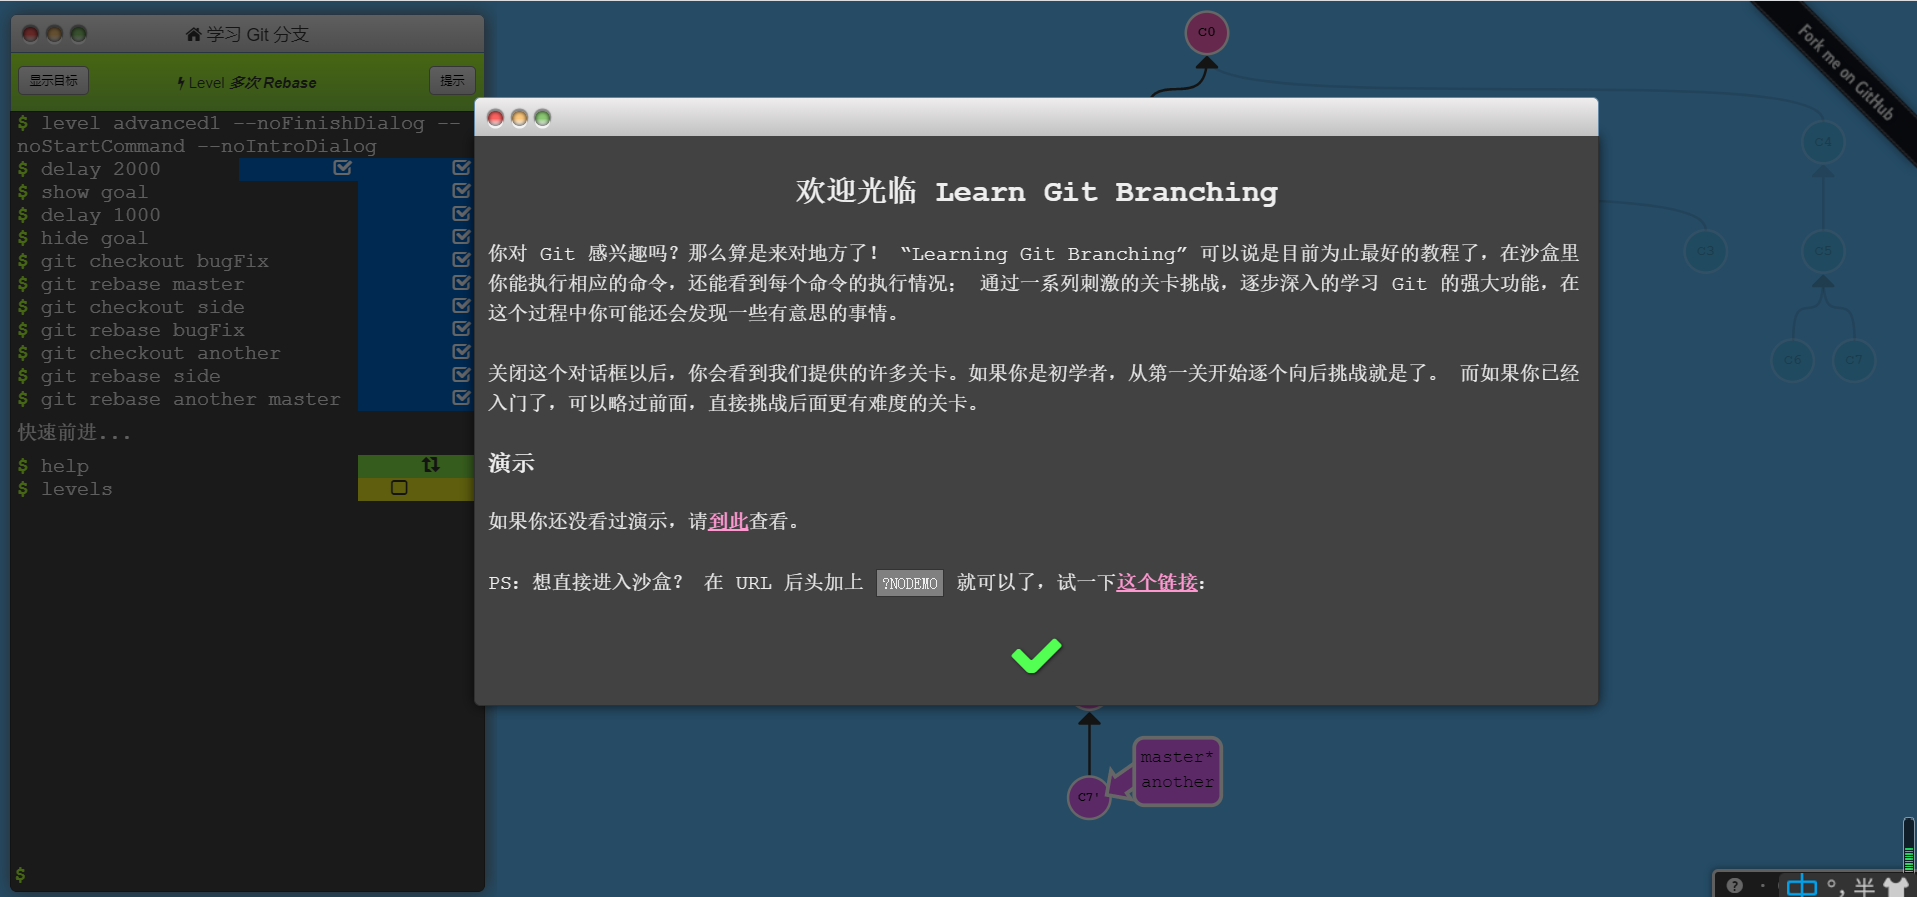 学习 Git 分支
显示目标
Level 多次 Rebase
提示
$ level advanced1 --noFinishDialog --
noStartCommand --noIntroDialog
$ delay 2000
$ show goal
$ delay 1000
$ hide goal
$ git checkout bugFix
$ git rebase master
$ git checkout side
$ git rebase bugFix
$ git checkout another
$ git rebase side
$ git rebase another master
快速前进...
$ help
$ levels
$
C0
Fork me on GitHub
C4
C3
C5
C6
C7
欢迎光临 Learn Git Branching
你对 Git 感兴趣吗？那么算是来对地方了！ “Learning Git Branching” 可以说是目前为止最好的教程了，在沙盒里
你能执行相应的命令，还能看到每个命令的执行情况； 通过一系列刺激的关卡挑战，逐步深入的学习 Git 的强大功能，在
这个过程中你可能还会发现一些有意思的事情。
关闭这个对话框以后，你会看到我们提供的许多关卡。如果你是初学者，从第一关开始逐个向后挑战就是了。 而如果你已经
入门了，可以略过前面，直接挑战后面更有难度的关卡。
演示
如果你还没看过演示，请到此查看。
PS：想直接进入沙盒？ 在 URL 后头加上 ?NODEMO 就可以了，试一下这个链接：
master*
another
C7'
中 °, 半